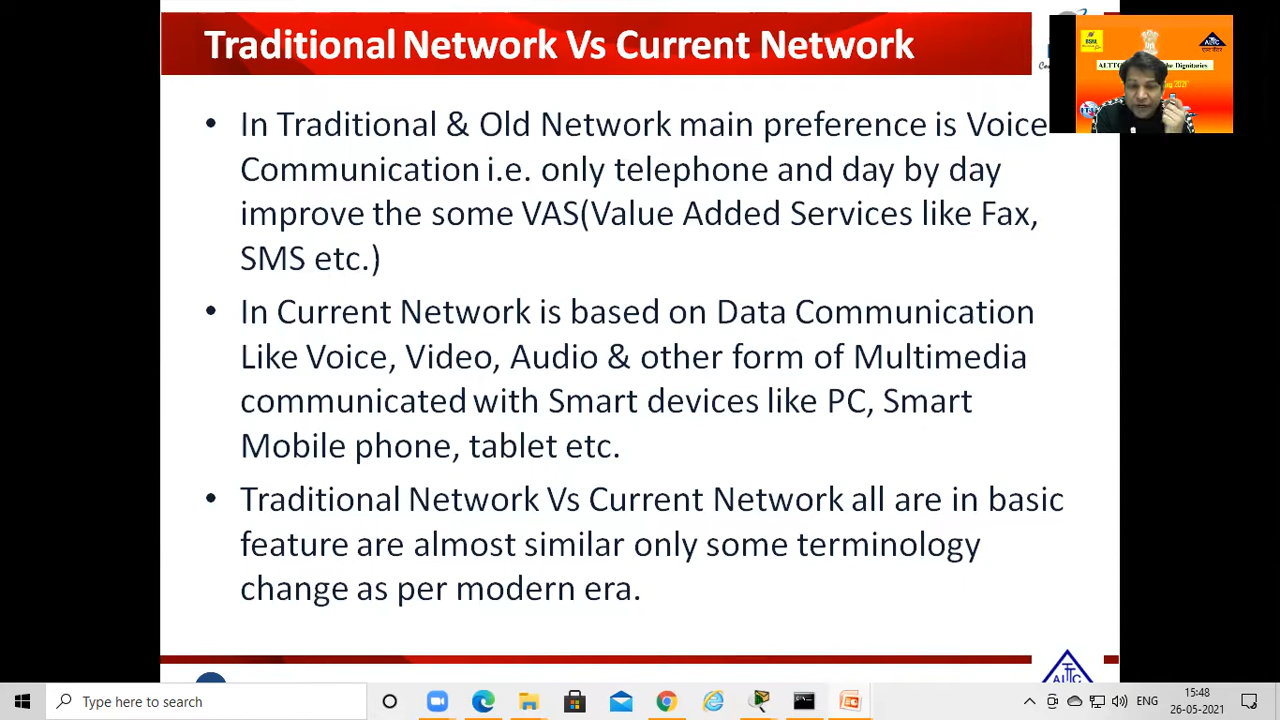 Traditional Network Vs Current Network
• In Traditional & Old Network main preference is Voice
Communication i.e. only telephone and day by day
improve the some VAS(Value Added Services like Fax,
SMS etc.)
• In Current Network is based on Data Communication
Like Voice, Video, Audio & other form of Multimedia
communicated with Smart devices like PC, Smart
Mobile phone, tablet etc.
• Traditional Network Vs Current Network all are in basic
feature are almost similar only some terminology
change as per modern era.
Type here to search
ENG
15:48
26-05-2021